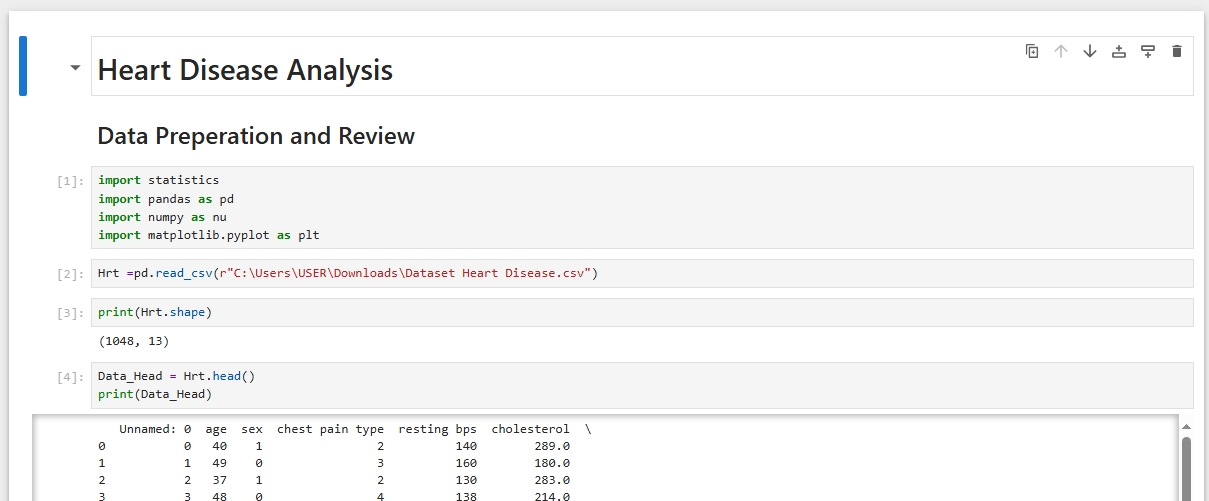 Heart Disease Analysis
Data Preperation and Review
[1]:
import statistics
import pandas as pd
import numpy as nu
import matplotlib.pyplot as plt
[2]:
Hrt =pd.read_csv(r"C:\Users\USER\Downloads\Dataset Heart Disease.csv")
[3]:
print(Hrt.shape)
(1048, 13)
[4]:
Data_Head = Hrt.head()
print(Data_Head)
Unnamed: 0 age sex chest pain type resting bps cholesterol \
0 0 40 1 2 140 289.0
1 1 49 0 3 160 180.0
2 2 37 1 2 130 283.0
3 3 48 0 4 138 214.0